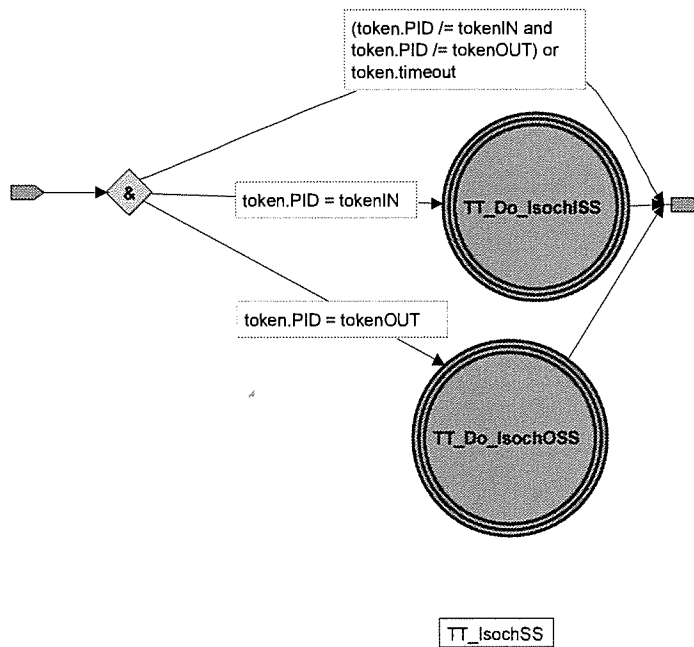 (token.PID /= tokenIN and
token.PID /= tokenOUT) or
token.timeout
&
token.PID = tokenIN
TT_Do_IsochISS
token.PID = tokenOUT
TT_Do_IsochOSS
TT_IsochSS